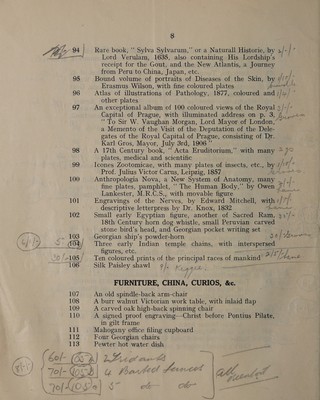 8
94 Rare book, " Sylva Sylvarum," or a Naturall Historie, by
Lord Verulam, 1635, also containing His Lordship's
receipt for the Gout, and the New Atlantis, a Journey
from Peru to China, Japan, etc.
95 Bound volume of portraits of Diseases of the Skin, by
Erasmus Wilson, with fine coloured plates
96 Atlas of illustrations of Pathology, 1877, coloured and
other plates
97 An exceptional album of 100 coloured views of the Royal
Capital of Prague, with illuminated address on p. 3,
" To Sir W. Vaughan Morgan, Lord Mayor of London,
a Memento of the Visit of the Deputation of the Dele-
gates of the Royal Capital of Prague, consisting of Dr.
Karl Gros, Mayor, July 3rd, 1906 "
98 A 17th Century book, " Acta Eruditorum," with many
plates, medical and scientific
99 Icones Zootomicae, with many plates of insects, etc., by
Prof. Julius Victor Carus, Leipzig, 1857
100 Anthropologia Nova, a New System of Anatomy, many
fine plates, pamphlet, " The Human Body," by Owen
Lankester, M.R.C.S., with movable figure
101 Engravings of the Nerves, by Edward Mitchell, with
descriptive letterpress by Dr. Knox, 1832
102 Small early Egyptian figure, another of Sacred Ram,
18th Century horn dog whistle, small Peruvian carved
stone bird's head, and Georgian pocket writing set
103 Georgian ship's powder-horn
104 Three early Indian temple chains, with interspersed
figures, etc.
105 Ten coloured prants of the principal races of mankind
106 Silk Paisley shawl
FURNITURE, CHINA, CURIOS, &c.
107 An old spindle-back arm-chair
108 A burr walnut Victorian work table, with inlaid flap
109 A carved oak high-back spinning chair
110 A signed proof engraving—Christ before Pontius Pilate,
in gilt frame
111 Mahogany office filing cupboard
112 Four Georgian chairs
113 Pewter hot water dish
60/- 105a 2
70/- 105b 4
70/- 105c 5 do do